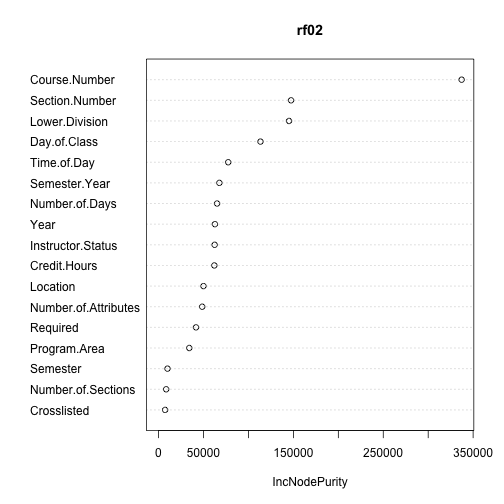 rf02
Course.Number
Section.Number
Lower.Division
Day.of.Class
Time.of.Day
Semester.Year
Number.of.Days
Year
Instructor.Status
Credit.Hours
Location
Number.of.Attributes
Required
Program.Area
Semester
Number.of.Sections
Crosslisted
0 50000 150000 250000 350000
IncNodePurity